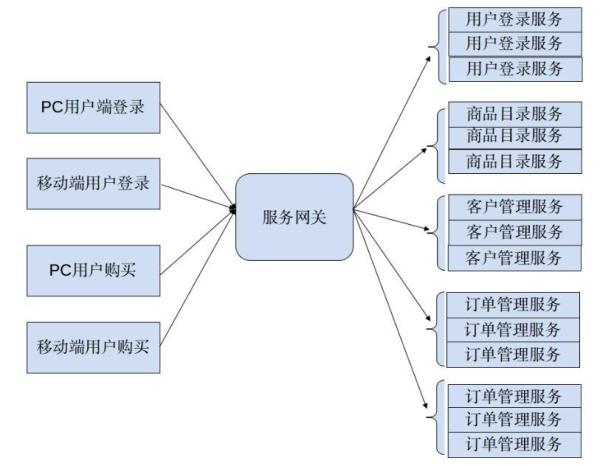 PC用户端登录
移动端用户登录
PC用户购买
移动端用户购买
服务网关
用户登录服务
用户登录服务
用户登录服务
商品目录服务
商品目录服务
商品目录服务
客户管理服务
客户管理服务
客户管理服务
订单管理服务
订单管理服务
订单管理服务
订单管理服务
订单管理服务
订单管理服务